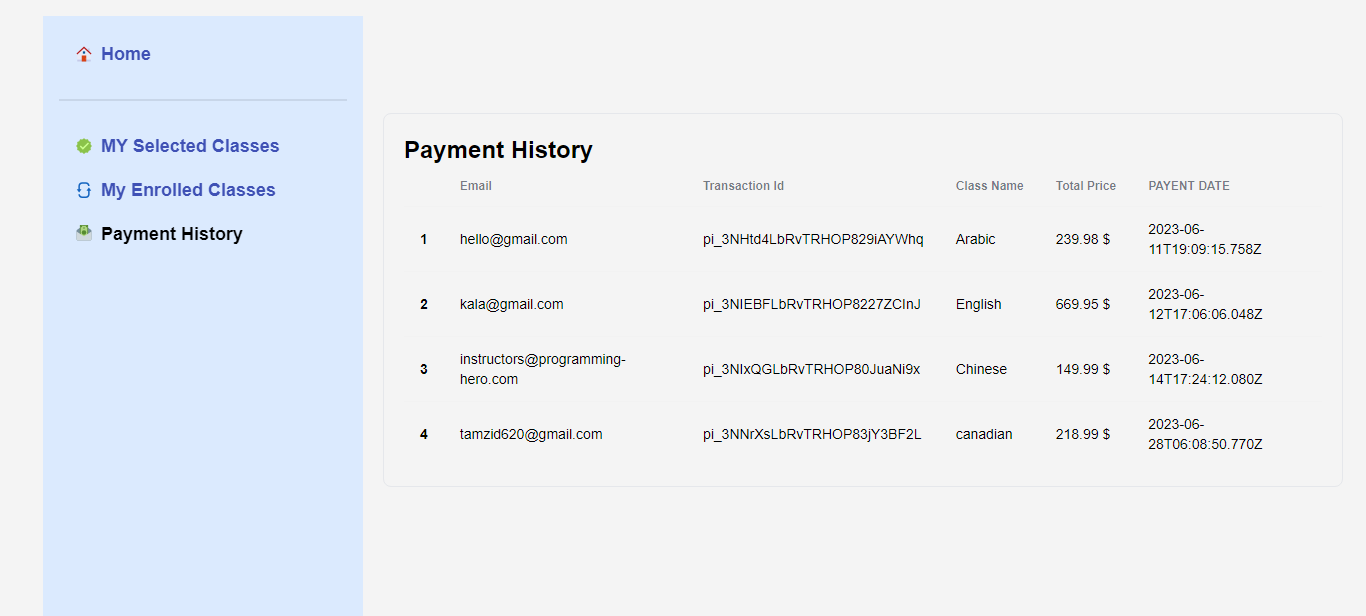 Home
MY Selected Classes
My Enrolled Classes
Payment History
Payment History
Email Transaction Id Class Name Total Price PAYENT DATE
1 hello@gmail.com pi_3NHtd4LbRvTRHOP829iAYWhq Arabic 239.98 $ 2023-06-
11T19:09:15.758Z
2 kala@gmail.com pi_3NIEBFLbRvTRHOP8227ZCInJ English 669.95 $ 2023-06-
12T17:06:06.048Z
3 instructors@programming-
hero.com pi_3NIxQGLbRvTRHOP80JuaNi9x Chinese 149.99 $ 2023-06-
14T17:24:12.080Z
4 tamzid620@gmail.com pi_3NNrXsLbRvTRHOP83jY3BF2L canadian 218.99 $ 2023-06-
28T06:08:50.770Z